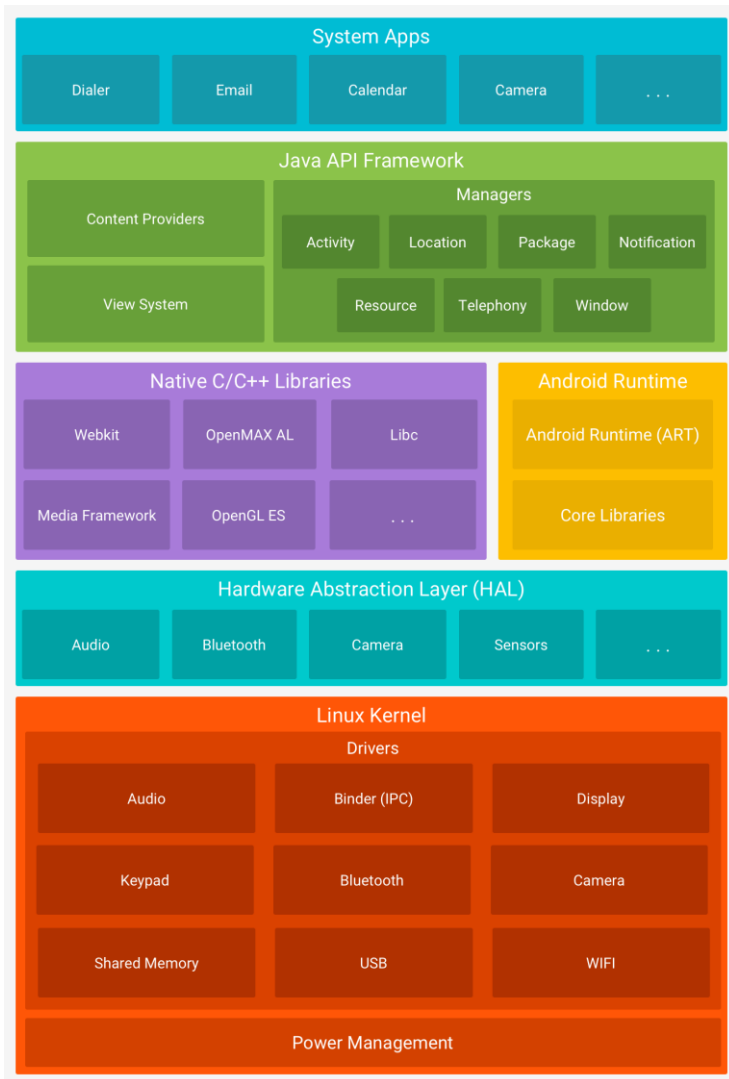 System Apps
Dialer
Email
Calendar
Camera
. . .
Java API Framework
Content Providers
View System
Managers
Activity
Location
Package
Notification
Resource
Telephony
Window
Native C/C++ Libraries
Webkit
OpenMAX AL
Libc
Media Framework
OpenGL ES
. . .
Android Runtime
Android Runtime (ART)
Core Libraries
Hardware Abstraction Layer (HAL)
Audio
Bluetooth
Camera
Sensors
. . .
Linux Kernel
Drivers
Audio
Binder (IPC)
Display
Keypad
Bluetooth
Camera
Shared Memory
USB
WIFI
Power Management